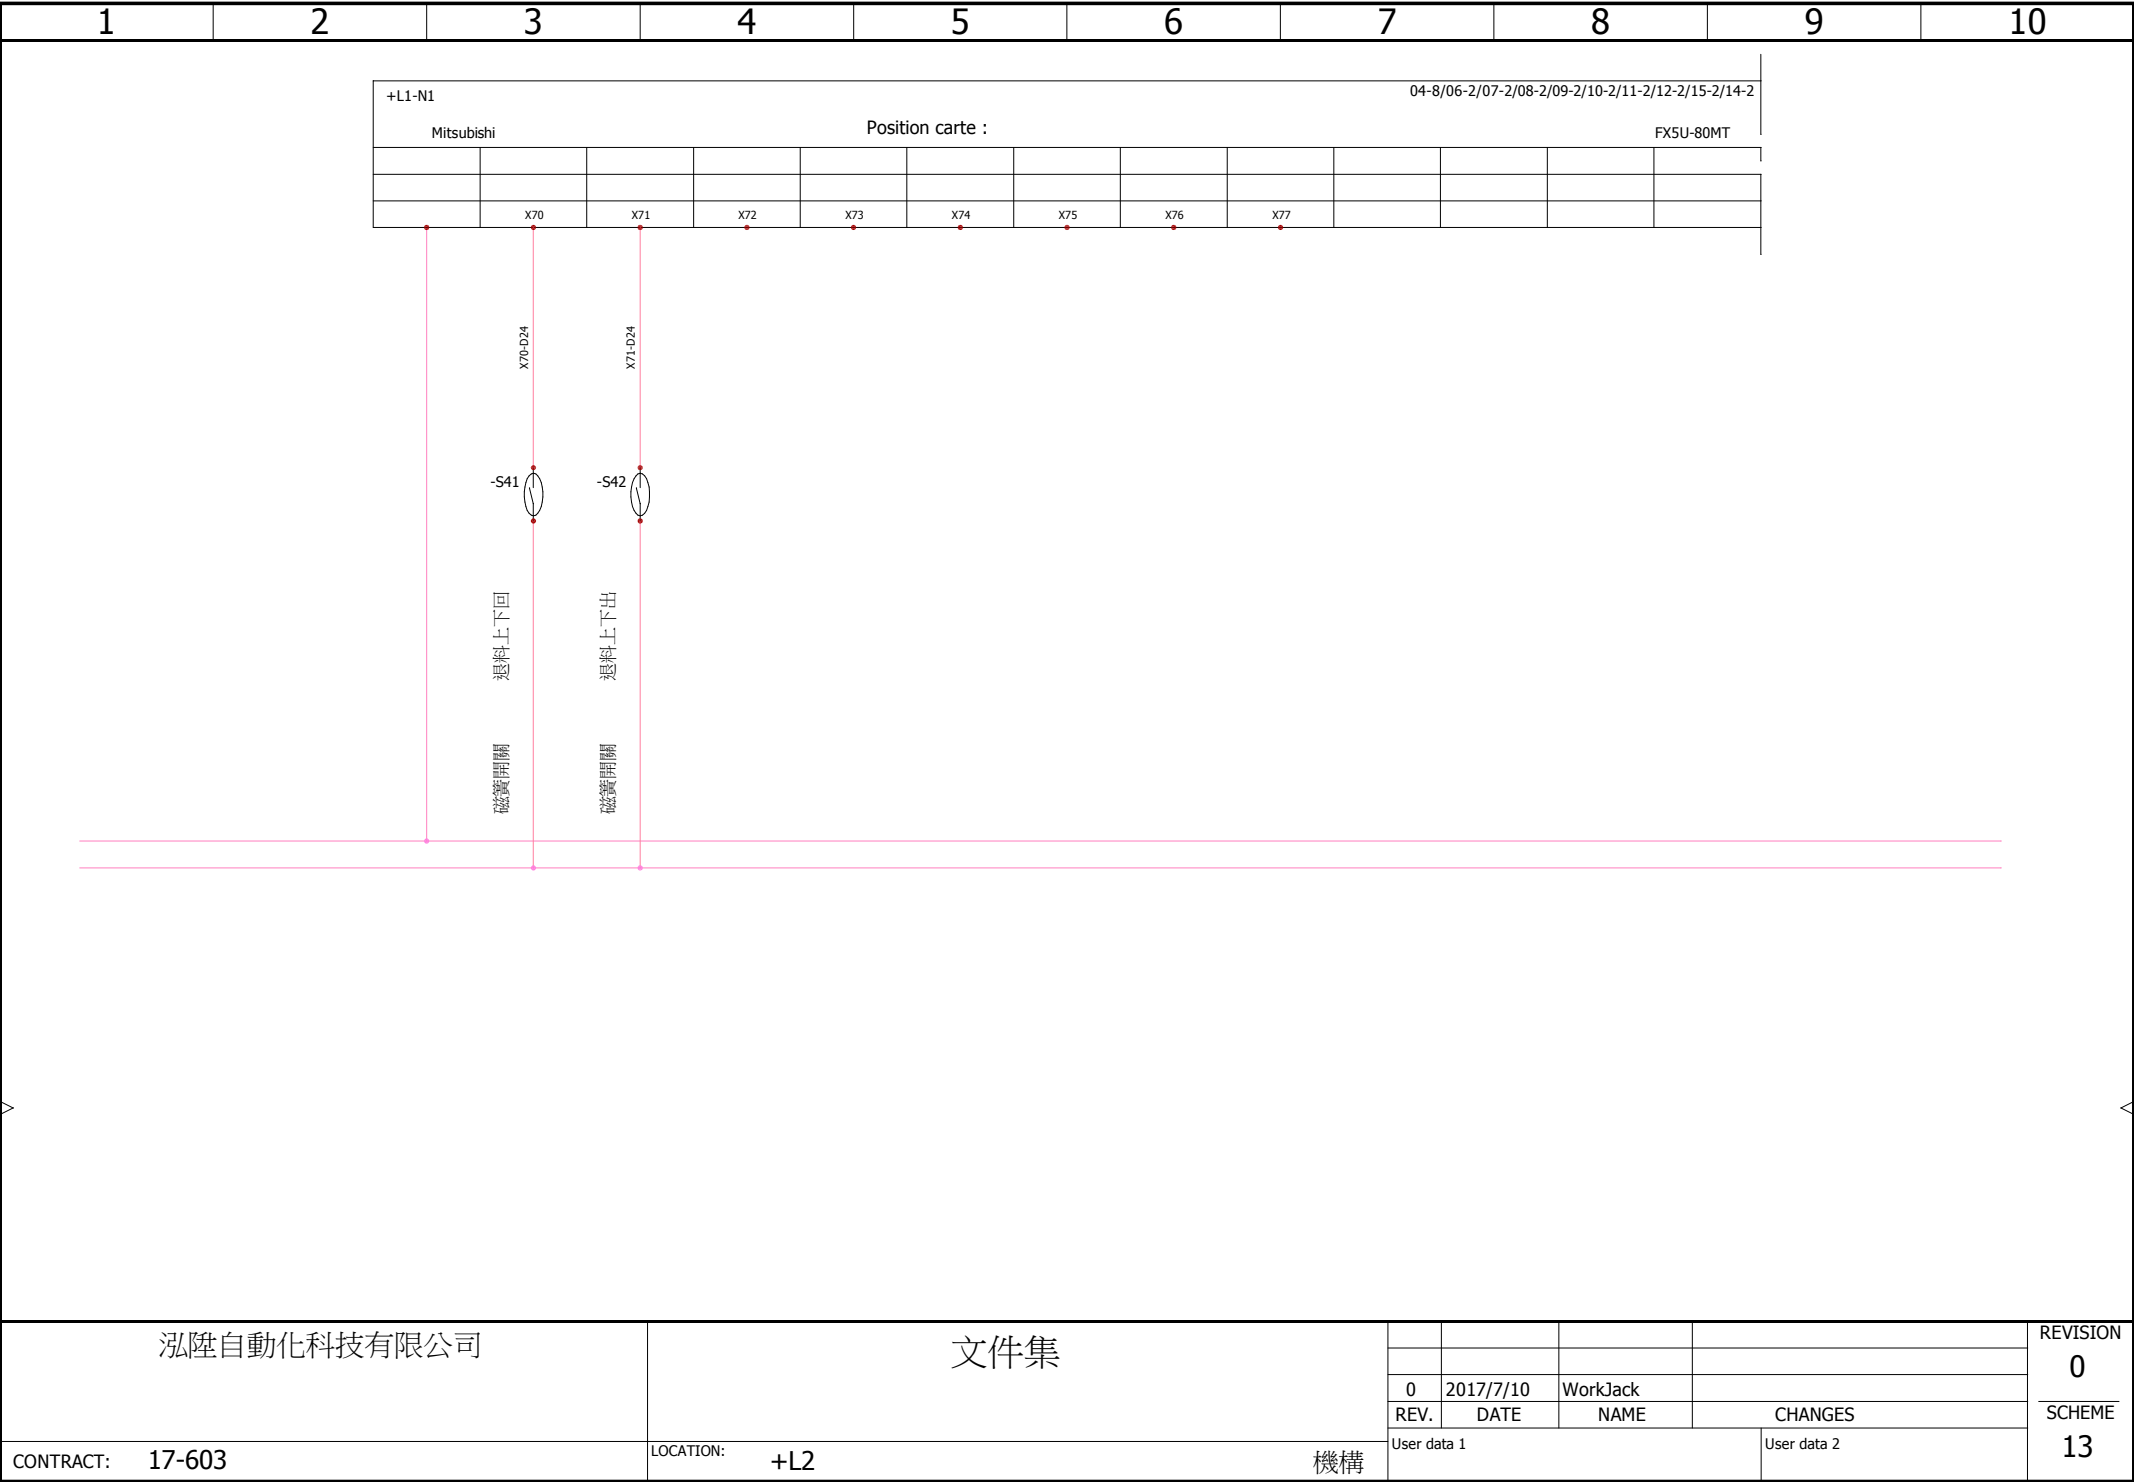 1 2 3 4 5 6 7 8 9 10
+L1-N1 04-8/06-2/07-2/08-2/09-2/10-2/11-2/12-2/15-2/14-2
Mitsubishi Position carte : FX5U-80MT
X70 X71 X72 X73 X74 X75 X76 X77
X70-D24 X71-D24
-S41 -S42
退料上下回 退料上下出
磁簧開關 磁簧開關
泓陞自動化科技有限公司
文件集
REVISION
0
0 2017/7/10 WorkJack
REV. DATE NAME CHANGES
SCHEME
13
CONTRACT: 17-603
LOCATION: +L2 機構
User data 1 User data 2